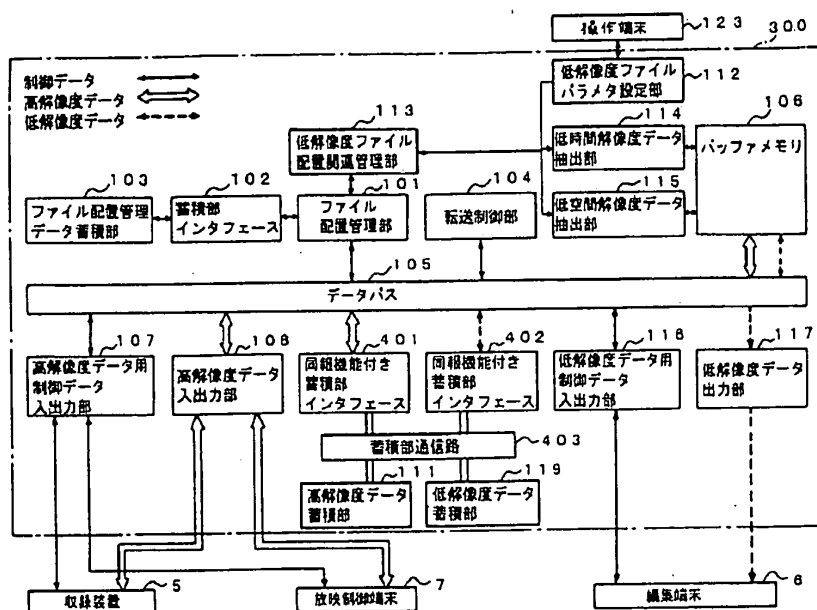 操作端末
123
300
制御データ
高解像度データ
低解像度データ
低解像度ファイル
パラメタ設定部
112
113
低解像度ファイル
配置関連管理部
114
低時間解像度データ
抽出部
106
バッファメモリ
103
ファイル配置管理
データ蓄積部
102
蓄積部
インタフェース
101
ファイル
配置管理部
104
転送制御部
115
低空間解像度データ
抽出部
105
データバス
107
高解像度データ用
制御データ
入出力部
108
高解像度データ
入出力部
401
同報機能付き
蓄積部
インタフェース
402
同報機能付き
蓄積部
インタフェース
116
低解像度データ用
制御データ
入出力部
117
低解像度データ
出力部
蓄積部通信路
403
111
高解像度データ
蓄積部
119
低解像度データ
蓄積部
5
収録装置
7
放映制御端末
6
編集端末